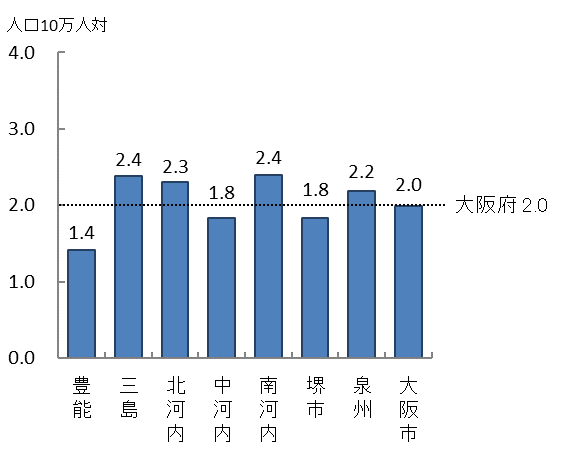 人口10万人対
4.0
3.0
2.0
1.0
0.0
1.4
2.4
2.3
1.8
2.4
1.8
2.2
2.0
大阪府 2.0
豊能
三島
北河内
中河内
南河内
堺市
泉州
大阪市